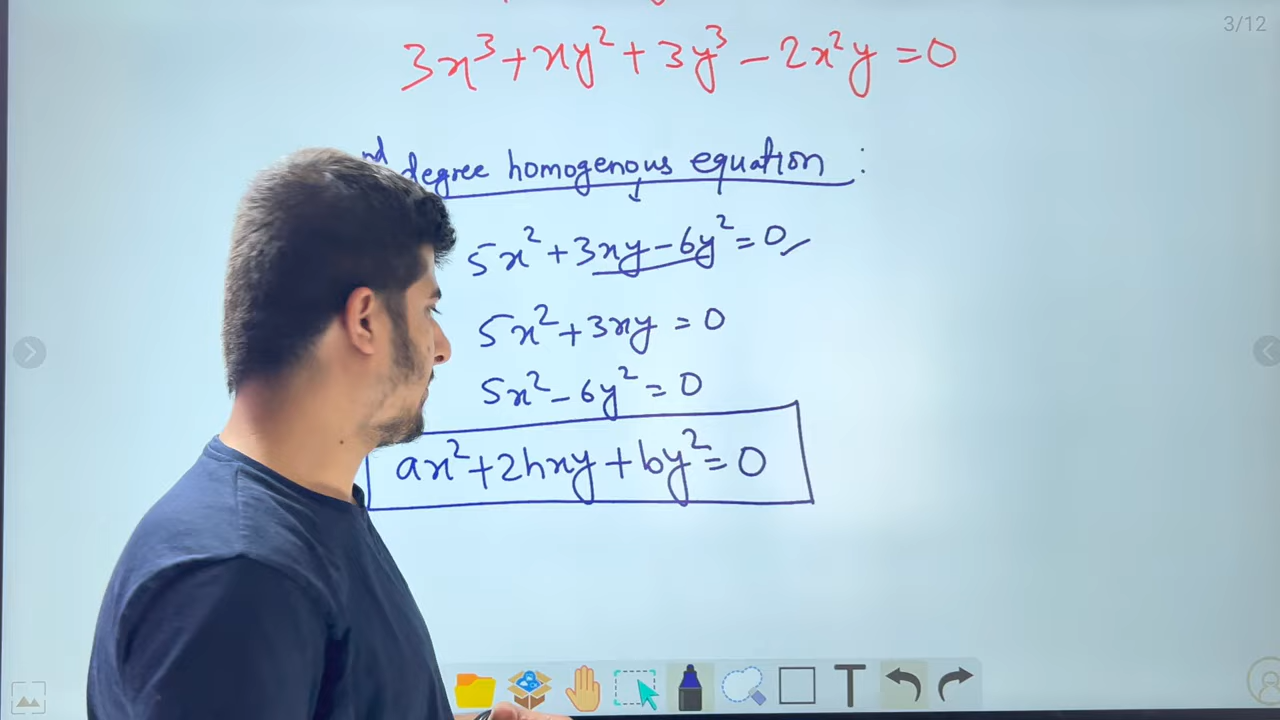 3/12
3x³+xy²+3y³-2x²y=0
nd degree homogenous equation :
5x²+3xy-6y²=0
5x²+3xy=0
5x²-6y²=0
ax²+2hxy+by²=0
T